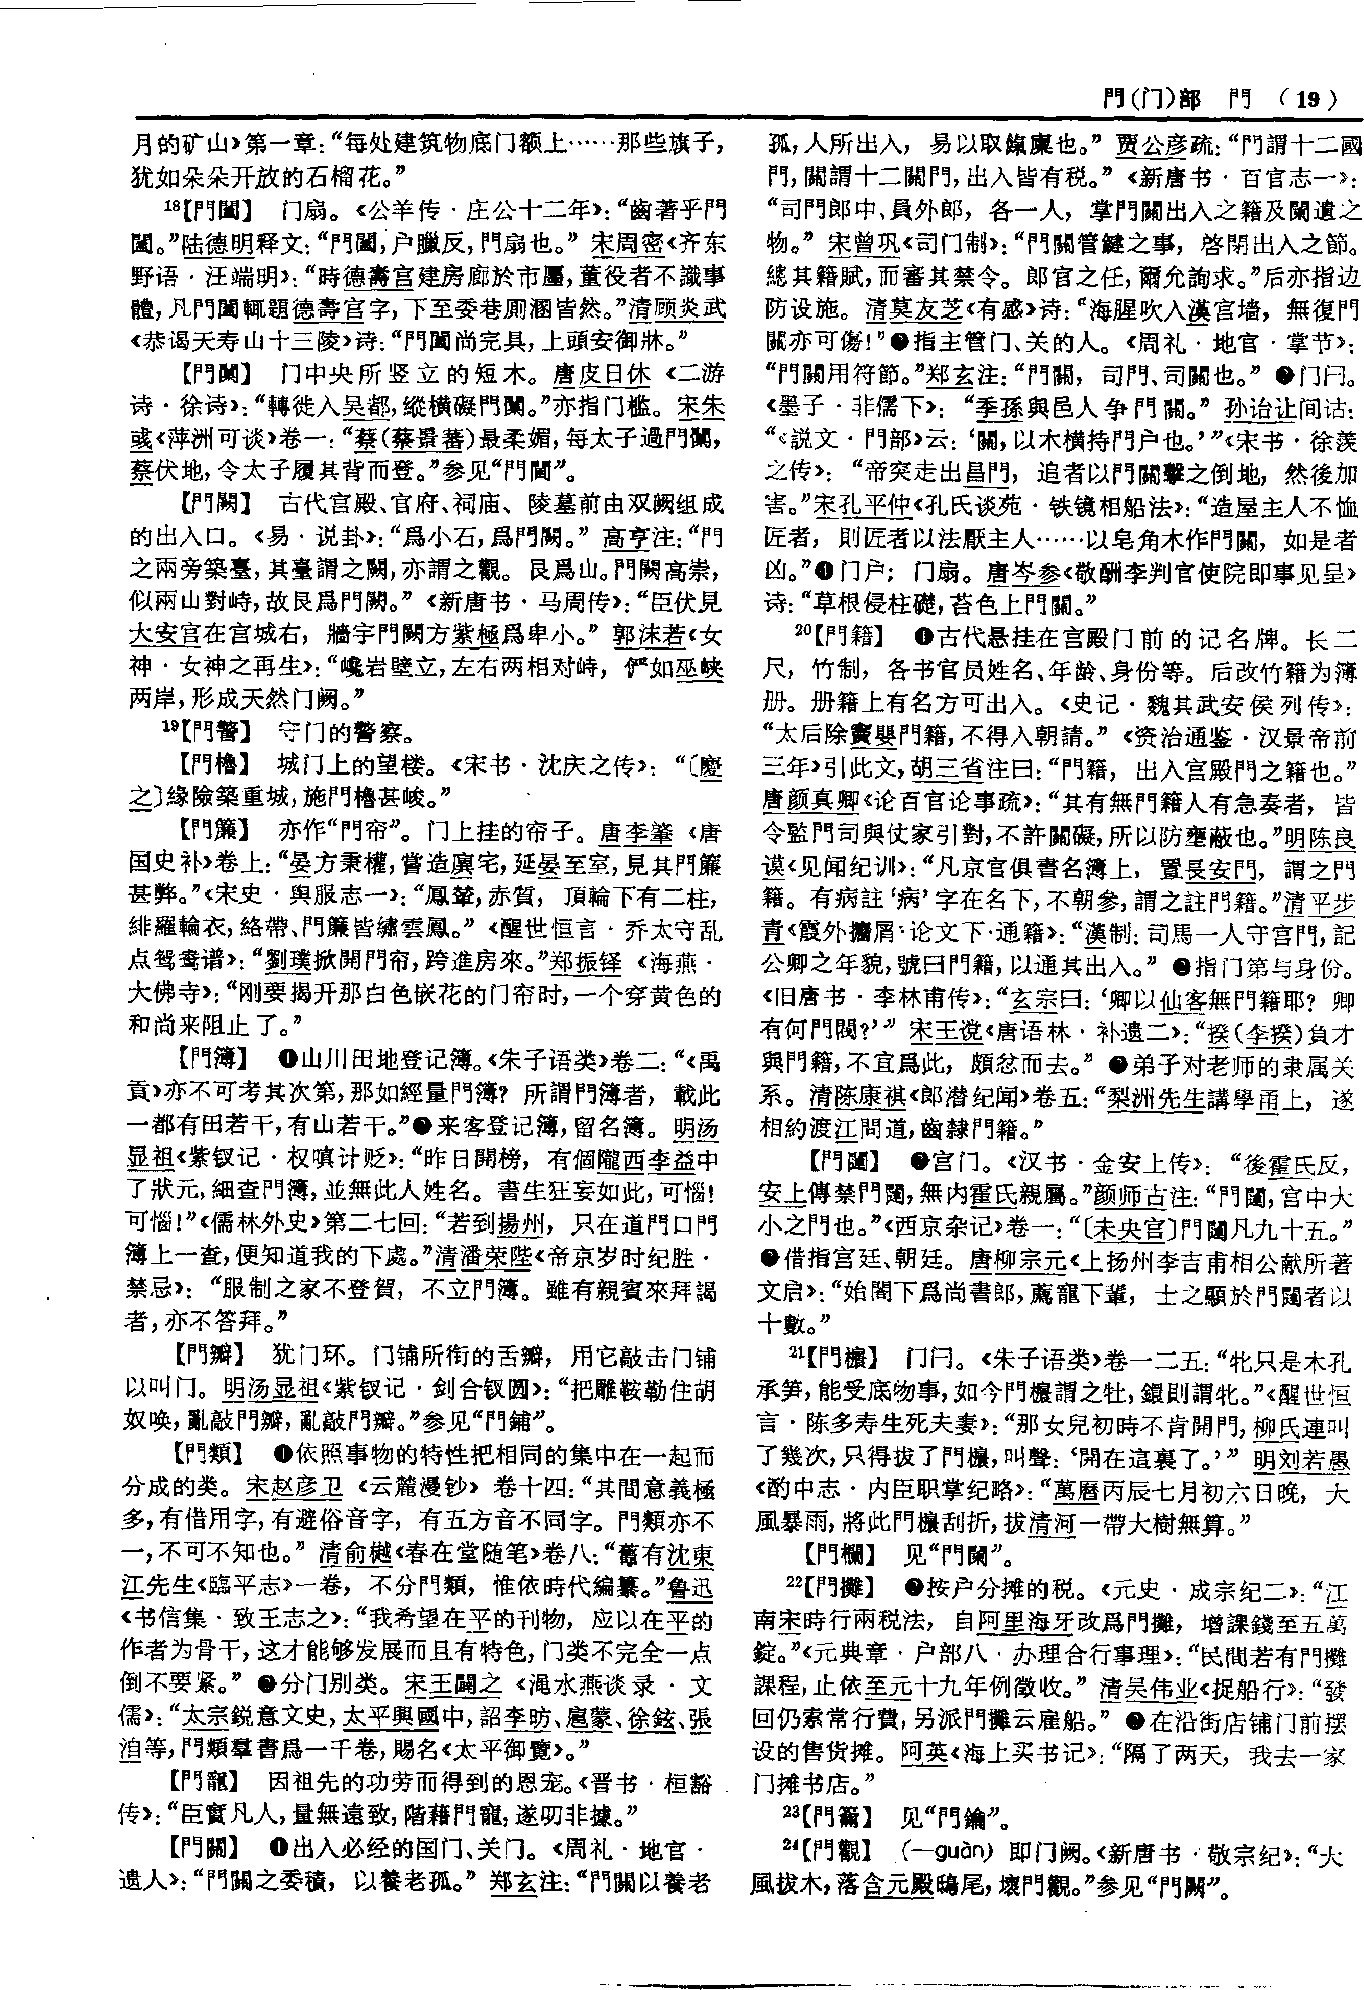 門(门)部　門　(19)
月的矿山》第一章：“每处建筑物底门额上……那些旗子，
犹如朵朵开放的石榴花。”
18【門闔】　门扇。《公羊传·庄公十二年》：“齒著乎門
闔。”陆德明释文：“門闔，户臘反，門扇也。”宋周密《齐东
野语·汪端明》：“時德壽宫建房廊於市廛，董役者不識事
體，凡門闔輒題德壽宫字，下至委巷厠溷皆然。”清顾炎武
《恭谒天寿山十三陵》诗：“門闔尚完具，上頭安御牀。”
【門闑】　门中央所竖立的短木。唐皮日休《二游
诗·徐诗》：“轉徙入吴都，縱横礙門闑。”亦指门槛。宋朱
彧《萍洲可谈》卷一：“蔡(蔡景蕃)最柔媚，每太子過門闑，
蔡伏地，令太子履其背而登。”参见“門闑”。
【門闕】　古代宫殿、官府、祠庙、陵墓前由双阙组成
的出入口。《易·说卦》：“爲小石，爲門闕。”高亨注：“門
之兩旁築臺，其臺謂之闕，亦謂之觀。艮爲山。門闕高崇，
似兩山對峙，故艮爲門闕。”《新唐书·马周传》：“臣伏見
大安宫在宫城右，牆宇門闕方紫極爲卑小。”郭沫若《女
神·女神之再生》：“巉岩壁立，左右两相对峙，俨如巫峡
两岸，形成天然门阙。”
19【門警】　守门的警察。
【門櫓】　城门上的望楼。《宋书·沈庆之传》：“〔慶
之〕緣險築重城，施門櫓甚峻。”
【門簾】　亦作“門帘”。门上挂的帘子。唐李肇《唐
国史补》卷上：“晏方秉權，嘗造廙宅，延晏至室，見其門簾
甚弊。”《宋史·舆服志一》：“鳳輦，赤質，頂輪下有二柱，
緋羅輪衣，絡帶、門簾皆繡雲鳳。”《醒世恒言·乔太守乱
点鸳鸯谱》：“劉璞掀開門帘，跨進房來。”郑振铎《海燕·
大佛寺》：“刚要揭开那白色嵌花的门帘时，一个穿黄色的
和尚来阻止了。”
【門簿】　❶山川田地登记簿。《朱子语类》卷二：“《禹
貢》亦不可考其次第，那如經量門簿？所謂門簿者，載此
一都有田若干，有山若干。”❷来客登记簿，留名簿。明汤
显祖《紫钗记·权嗔计贬》：“昨日開榜，有個隴西李益中
了狀元，細查門簿，並無此人姓名。書生狂妄如此，可惱！
可惱！”《儒林外史》第二七回：“若到揚州，只在道門口門
簿上一查，便知道我的下處。”清潘荣陛《帝京岁时纪胜·
禁忌》：“服制之家不登賀，不立門簿。雖有親賓來拜謁
者，亦不答拜。”
【門瓣】　犹门环。门铺所衔的舌瓣，用它敲击门铺
以叫门。明汤显祖《紫钗记·剑合钗圆》：“把雕鞍勒住胡
奴唤，亂敲門瓣，亂敲門瓣。”参见“門鋪”。
【門類】　❶依照事物的特性把相同的集中在一起而
分成的类。宋赵彦卫《云麓漫钞》卷十四：“其間意義極
多，有借用字，有避俗音字，有五方音不同字。門類亦不
一，不可不知也。”清俞樾《春在堂随笔》卷八：“舊有沈東
江先生《臨平志》一卷，不分門類，惟依時代編纂。”鲁迅
《书信集·致王志之》：“我希望在平的刊物，应以在平的
作者为骨干，这才能够发展而且有特色，门类不完全一点
倒不要紧。”❷分门别类。宋王闢之《渑水燕谈录·文
儒》：“太宗鋭意文史，太平興國中，詔李昉、扈蒙、徐鉉、張
洎等，門類羣書爲一千卷，賜名《太平御覽》。”
【門寵】　因祖先的功劳而得到的恩宠。《晋书·桓豁
传》：“臣實凡人，量無遠致，階藉門寵，遂叨非據。”
【門關】　❶出入必经的国门、关门。《周礼·地官·
遗人》：“門關之委積，以養老孤。”郑玄注：“門關以養老
孤，人所出入，易以取餼廩也。”贾公彦疏：“門謂十二國
門，關謂十二關門，出入皆有税。”《新唐书·百官志一》：
“司門郎中、員外郎，各一人，掌門關出入之籍及闌遺之
物。”宋曾巩《司门制》：“門關管鍵之事，啓閉出入之節。
總其籍賦，而審其禁令。郎官之任，爾允詢求。”后亦指边
防设施。清莫友芝《有感》诗：“海腥吹入漢宫墙，無復門
關亦可傷！”❷指主管门、关的人。《周礼·地官·掌节》：
“門關用符節。”郑玄注：“門關，司門、司關也。”❸门闩。
《墨子·非儒下》：“季孫與邑人争門關。”孙诒让间诂：
“《説文·門部》云：‘關，以木横持門户也。’”《宋书·徐羡
之传》：“帝突走出昌門，追者以門關擊之倒地，然後加
害。”宋孔平仲《孔氏谈苑·铁镜相船法》：“造屋主人不恤
匠者，則匠者以法厭主人……以皂角木作門關，如是者
凶。”❹门户；门扇。唐岑参《敬酬李判官使院即事见呈》
诗：“草根侵柱礎，苔色上門關。”
20【門籍】　❶古代悬挂在宫殿门前的记名牌。长二
尺，竹制，各书官员姓名、年龄、身份等。后改竹籍为簿
册。册籍上有名方可出入。《史记·魏其武安侯列传》：
“太后除竇嬰門籍，不得入朝請。”《资治通鉴·汉景帝前
三年》引此文，胡三省注曰：“門籍，出入宫殿門之籍也。”
唐颜真卿《论百官论事疏》：“其有無門籍人有急奏者，皆
令監門司與仗家引對，不許關礙，所以防壅蔽也。”明陈良
谟《见闻纪训》：“凡京官俱書名簿上，置長安門，謂之門
籍。有病註‘病’字在名下，不朝參，謂之註門籍。”清平步
青《霞外攟屑·论文下·通籍》：“漢制：司馬一人守宫門，記
公卿之年貌，號曰門籍，以通其出入。”❷指门第与身份。
《旧唐书·李林甫传》：“玄宗曰：‘卿以仙客無門籍耶？卿
有何門閥？’”宋王谠《唐语林·补遗二》：“揆(李揆)負才
與門籍，不宜爲此，頗忿而去。”❸弟子对老师的隶属关
系。清陈康祺《郎潜纪闻》卷五：“梨洲先生講學甬上，遂
相約渡江問道，齒隸門籍。”
【門闥】　❶宫门。《汉书·金安上传》：“後霍氏反，
安上傳禁門闥，無内霍氏親屬。”颜师古注：“門闥，宫中大
小之門也。”《西京杂记》卷一：“〔未央宫〕門闥凡九十五。”
❷借指宫廷、朝廷。唐柳宗元《上扬州李吉甫相公献所著
文启》：“始閤下爲尚書郎，薦寵下輩，士之顯於門闥者以
十數。”
21【門欀】　门闩。《朱子语类》卷一二五：“牝只是木孔
承笋，能受底物事，如今門欀謂之牡，鐶則謂牝。”《醒世恒
言·陈多寿生死夫妻》：“那女兒初時不肯開門，柳氏連叫
了幾次，只得拔了門欀，叫聲：‘開在這裏了。’”明刘若愚
《酌中志·内臣职掌纪略》：“萬曆丙辰七月初六日晚，大
風暴雨，將此門欀刮折，拔清河一帶大樹無算。”
【門欄】　见“門闌”。
22【門攤】　❶按户分摊的税。《元史·成宗纪二》：“江
南宋時行兩税法，自阿里海牙改爲門攤，增課錢至五萬
錠。”《元典章·户部八·办理合行事理》：“民間若有門攤
課程，止依至元十九年例徵收。”清吴伟业《捉船行》：“發
回仍索常行費，另派門攤云雇船。”❷在沿街店铺门前摆
设的售货摊。阿英《海上买书记》：“隔了两天，我去一家
门摊书店。”
23【門籥】　见“門鑰”。
24【門觀】　(—guàn)　即门阙。《新唐书·敬宗纪》：“大
風拔木，落含元殿鴟尾，壞門觀。”参见“門闕”。